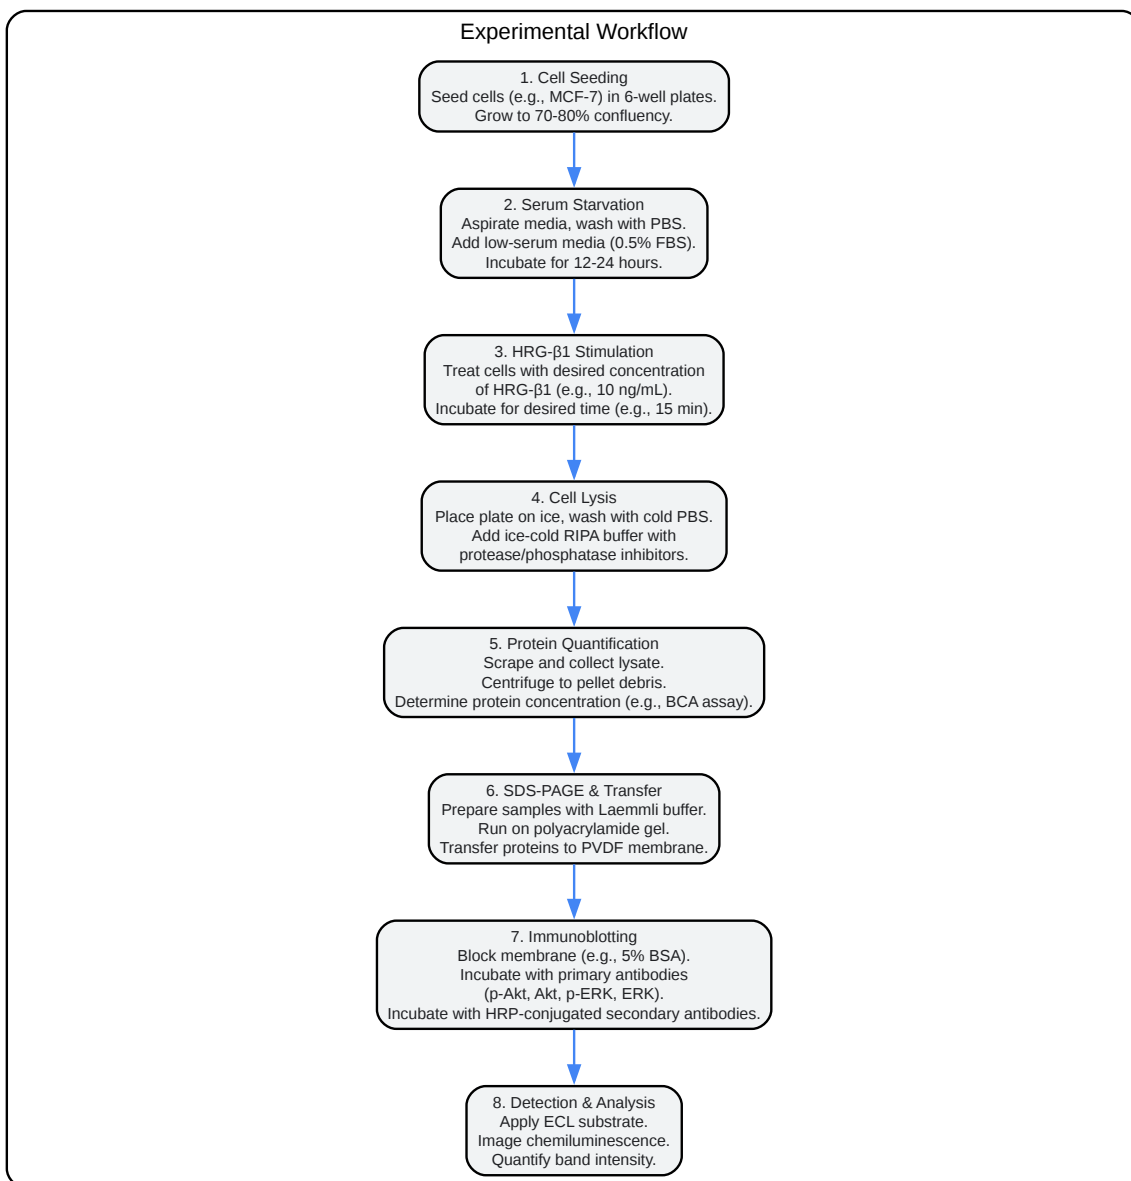 Experimental Workflow
1. Cell Seeding
Seed cells (e.g., MCF-7) in 6-well plates.
Grow to 70-80% confluency.
2. Serum Starvation
Aspirate media, wash with PBS.
Add low-serum media (0.5% FBS).
Incubate for 12-24 hours.
3. HRG-β1 Stimulation
Treat cells with desired concentration
of HRG-β1 (e.g., 10 ng/mL).
Incubate for desired time (e.g., 15 min).
4. Cell Lysis
Place plate on ice, wash with cold PBS.
Add ice-cold RIPA buffer with
protease/phosphatase inhibitors.
5. Protein Quantification
Scrape and collect lysate.
Centrifuge to pellet debris.
Determine protein concentration (e.g., BCA assay).
6. SDS-PAGE & Transfer
Prepare samples with Laemmli buffer.
Run on polyacrylamide gel.
Transfer proteins to PVDF membrane.
7. Immunoblotting
Block membrane (e.g., 5% BSA).
Incubate with primary antibodies
(p-Akt, Akt, p-ERK, ERK).
Incubate with HRP-conjugated secondary antibodies.
8. Detection & Analysis
Apply ECL substrate.
Image chemiluminescence.
Quantify band intensity.